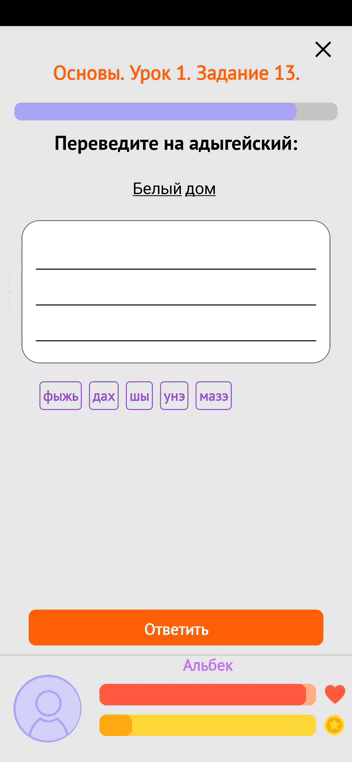 Основы. Урок 1. Задание 13.
Переведите на адыгейский:
Белый дом
фыжь дах шы унэ мазэ
Ответить
Альбек